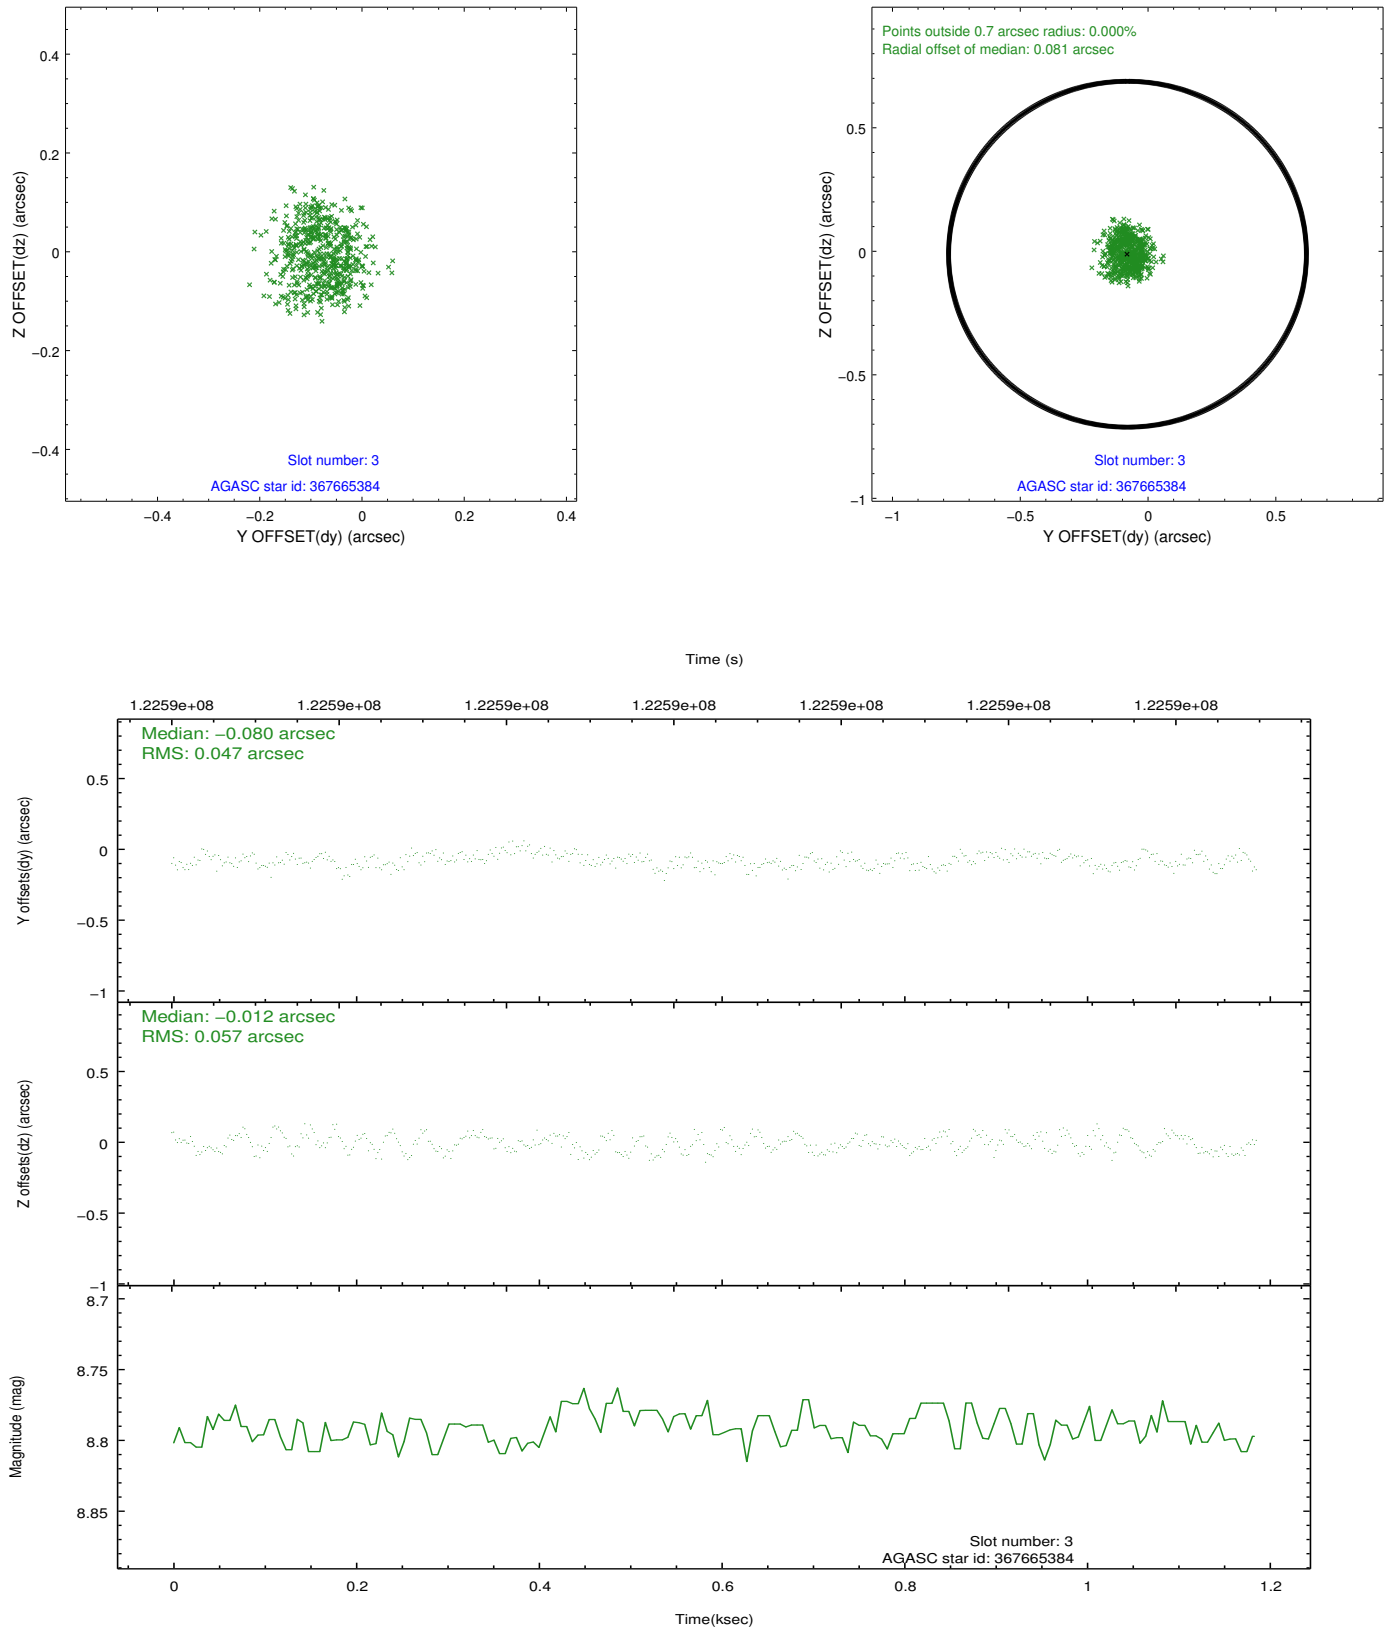 0.4
0.2
0
−0.2
−0.4
Z OFFSET(dz) (arcsec)
Slot number: 3
AGASC star id: 367665384
−0.4 −0.2 0 0.2 0.4
Y OFFSET(dy) (arcsec)
Points outside 0.7 arcsec radius: 0.000%
Radial offset of median: 0.081 arcsec
0.5
0
−0.5
−1
Z OFFSET(dz) (arcsec)
Slot number: 3
AGASC star id: 367665384
−1 −0.5 0 0.5
Y OFFSET(dy) (arcsec)
Time (s)
1.2259e+08 1.2259e+08 1.2259e+08 1.2259e+08 1.2259e+08 1.2259e+08 1.2259e+08
Median: −0.080 arcsec
RMS: 0.047 arcsec
0.5
0
−0.5
−1
Y offsets(dy) (arcsec)
Median: −0.012 arcsec
RMS: 0.057 arcsec
0.5
0
−0.5
−1
Z offsets(dz) (arcsec)
8.7
8.75
8.8
8.85
Magnitude (mag)
Slot number: 3
AGASC star id: 367665384
0 0.2 0.4 0.6 0.8 1 1.2
Time(ksec)